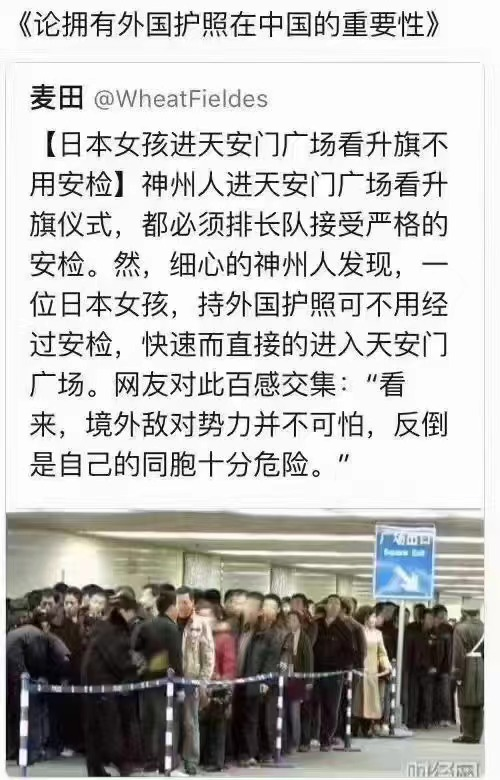 《论拥有外国护照在中国的重要性》
麦田 @WheatFieldes
【日本女孩进天安门广场看升旗不
用安检】神州人进天安门广场看升
旗仪式，都必须排长队接受严格的
安检。然，细心的神州人发现，一
位日本女孩，持外国护照可不用经
过安检，快速而直接的进入天安门
广场。网友对此百感交集：“看
来，境外敌对势力并不可怕，反倒
是自己的同胞十分危险。”
广场出口
Square Exit